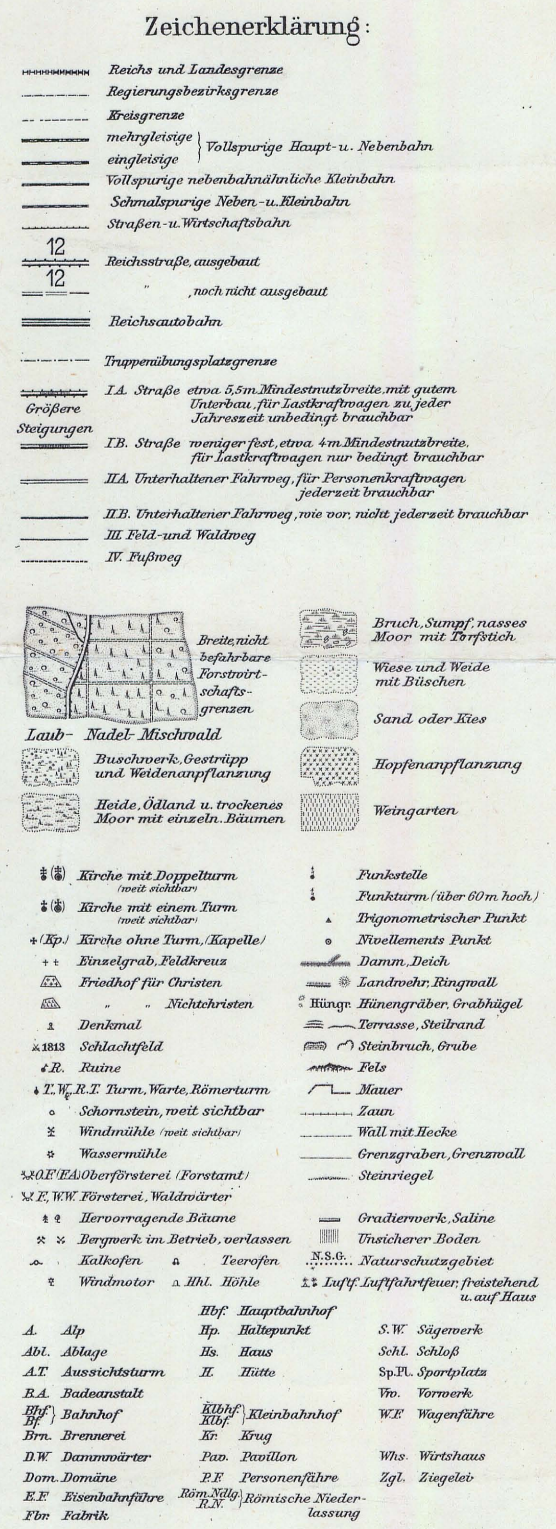 Zeichenerklärung:
Reichs und Landesgrenze
Regierungsbezirksgrenze
Kreisgrenze
mehrgleisige
eingleisige
Vollspurige Haupt-u. Nebenbahn
Vollspurige nebenbahnähnliche Kleinbahn
Schmalspurige Neben-u. Kleinbahn
Straßen-u. Wirtschaftsbahn
12
Reichsstraße, ausgebaut
12
" , noch nicht ausgebaut
Reichsautobahn
Truppenübungsplatzgrenze
I A. Straße etwa 5,5m Mindestnutzbreite, mit gutem
Unterbau, für Lastkraftwagen zu jeder
Jahreszeit unbedingt brauchbar
Größere
Steigungen
I B. Straße weniger fest, etwa 4m Mindestnutzbreite,
für Lastkraftwagen nur bedingt brauchbar
II A. Unterhaltener Fahrweg, für Personenkraftwagen
jederzeit brauchbar
II B. Unterhaltener Fahrweg, wie vor, nicht jederzeit brauchbar
III. Feld-und Waldweg
IV. Fußweg
Breite, nicht
befahrbare
Forstwirt-
schafts-
grenzen
Laub- Nadel- Mischwald
Buschwerk, Gestrüpp
und Weidenanpflanzung
Heide, Ödland u. trockenes
Moor mit einzeln. Bäumen
Bruch, Sumpf, nasses
Moor mit Torfstich
Wiese und Weide
mit Büschen
Sand oder Kies
Hopfenanpflanzung
Weingarten
Kirche mit Doppelturm
(weit sichtbar)
Kirche mit einem Turm
(weit sichtbar)
(Kp.) Kirche ohne Turm, (Kapelle)
Einzelgrab, Feldkreuz
Friedhof für Christen
" " Nichtchristen
Denkmal
1813 Schlachtfeld
R. Ruine
T., W., R.T. Turm, Warte, Römerturm
Schornstein, weit sichtbar
Windmühle (weit sichtbar)
Wassermühle
O.F. (F.A.) Oberförsterei (Forstamt)
F., W.W. Försterei, Waldwärter
Hervorragende Bäume
Bergwerk im Betrieb, verlassen
Kalkofen Teerofen
Windmotor Hhl. Höhle
Funkstelle
Funkturm (über 60m hoch)
Trigonometrischer Punkt
Nivellements Punkt
Damm, Deich
Landwehr, Ringwall
Hüngr. Hünengräber, Grabhügel
Terrasse, Steilrand
Steinbruch, Grube
Fels
Mauer
Zaun
Wall mit Hecke
Grenzgraben, Grenzwall
Steinriegel
Gradierwerk, Saline
Unsicherer Boden
N.S.G. Naturschutzgebiet
Luftf. Luftfahrtfeuer, freistehend
u. auf Haus
A. Alp
Abl. Ablage
A.T. Aussichtsturm
B.A. Badeanstalt
Bhf. Bf. Bahnhof
Brn. Brennerei
D.W. Dammwärter
Dom. Domäne
E.F. Eisenbahnfähre
Fbr. Fabrik
Hbf. Hauptbahnhof
Hp. Haltepunkt
Hs. Haus
H. Hütte
Klbhf. Klbf. Kleinbahnhof
Kr. Krug
Pav. Pavillon
P.F. Personenfähre
Röm. Ndlg. R.N. Römische Nieder-
lassung
S.W. Sägewerk
Schl. Schloß
Sp.Pl. Sportplatz
Vw. Vorwerk
W.F. Wagenfähre
Whs. Wirtshaus
Zgl. Ziegelei